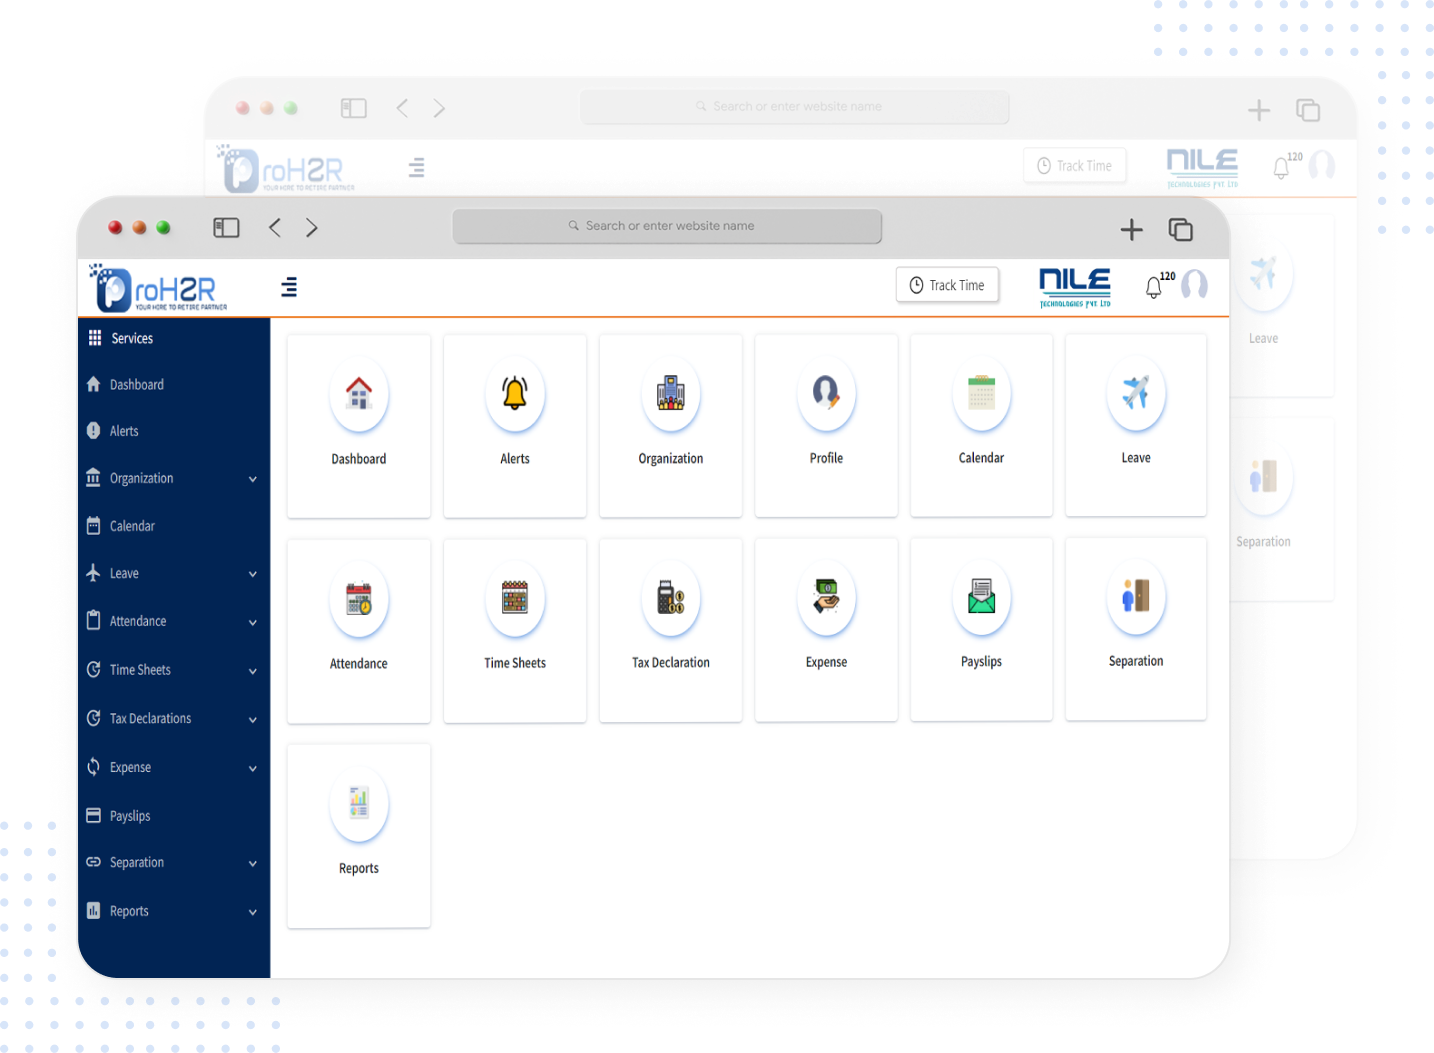 Search or enter website name
ProH2R
YOUR HIRE TO RETIRE PARTNER
Track Time
NILE
TECHNOLOGIES PVT LTD
120
Leave
Separation
Search or enter website name
ProH2R
YOUR HIRE TO RETIRE PARTNER
Track Time
NILE
TECHNOLOGIES PVT LTD
120
Services
Dashboard
Alerts
Organization
Calendar
Leave
Attendance
Time Sheets
Tax Declarations
Expense
Payslips
Separation
Reports
Dashboard
Alerts
Organization
Profile
Calendar
Leave
Attendance
Time Sheets
Tax Declaration
Expense
Payslips
Separation
Reports